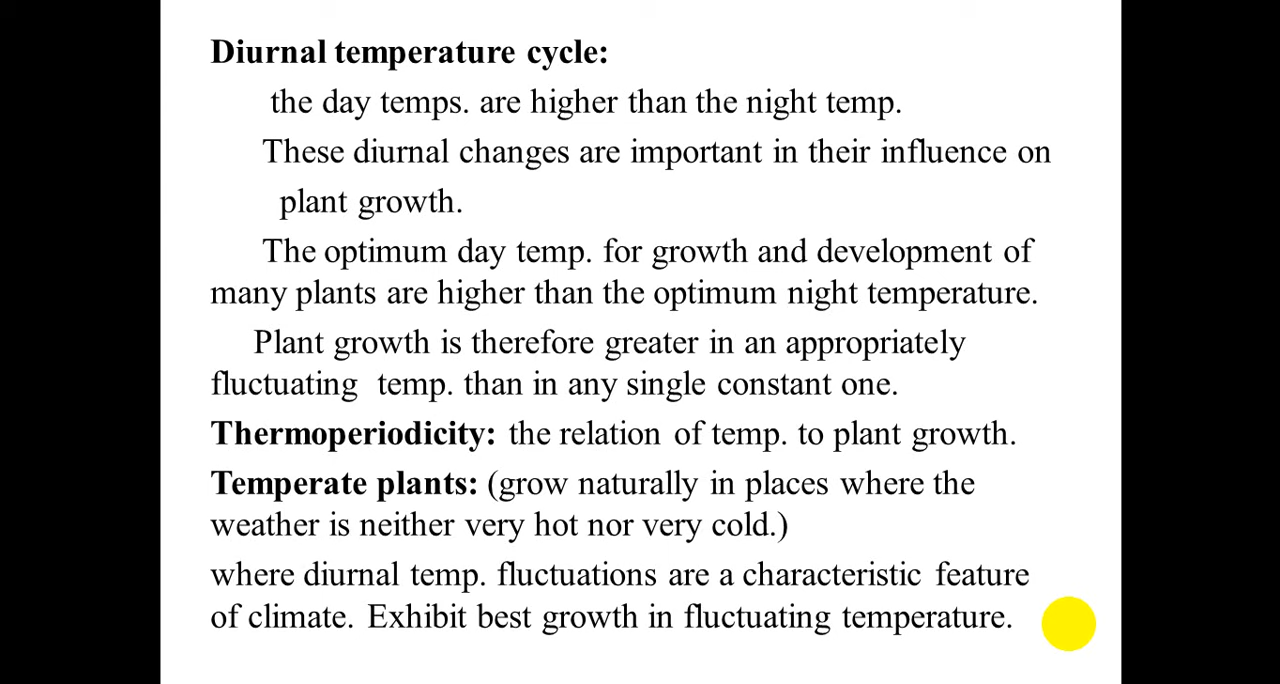 Diurnal temperature cycle:
the day temps. are higher than the night temp.
These diurnal changes are important in their influence on
plant growth.
The optimum day temp. for growth and development of
many plants are higher than the optimum night temperature.
Plant growth is therefore greater in an appropriately
fluctuating temp. than in any single constant one.
Thermoperiodicity: the relation of temp. to plant growth.
Temperate plants: (grow naturally in places where the
weather is neither very hot nor very cold.)
where diurnal temp. fluctuations are a characteristic feature
of climate. Exhibit best growth in fluctuating temperature.